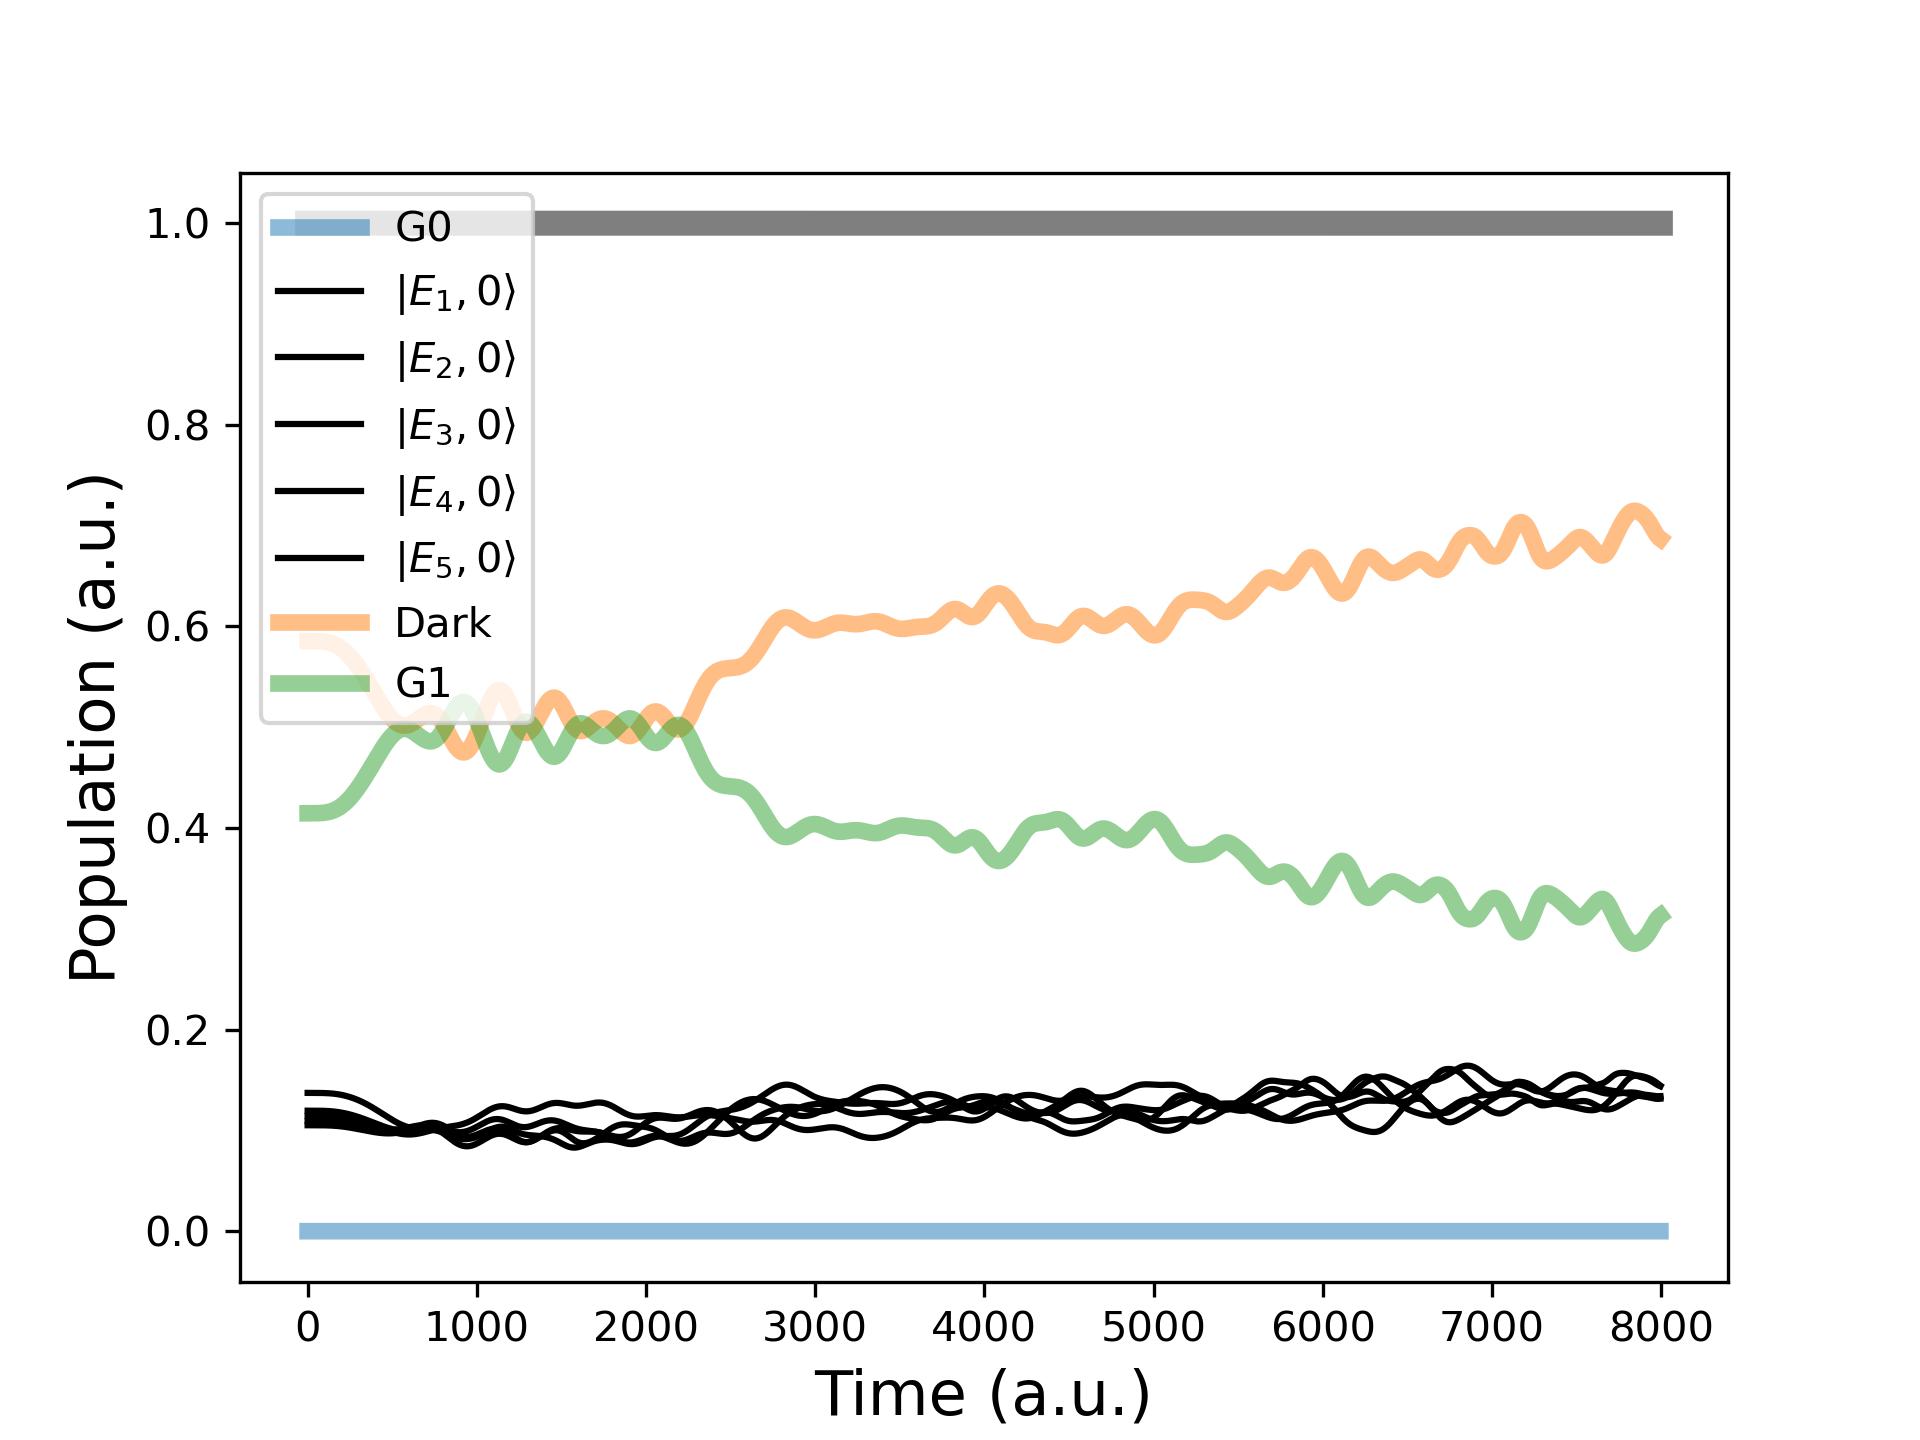 G0
|E₁, 0⟩
|E₂, 0⟩
|E₃, 0⟩
|E₄, 0⟩
|E₅, 0⟩
Dark
G1
Population (a.u.)
1.0
0.8
0.6
0.4
0.2
0.0
0 1000 2000 3000 4000 5000 6000 7000 8000
Time (a.u.)